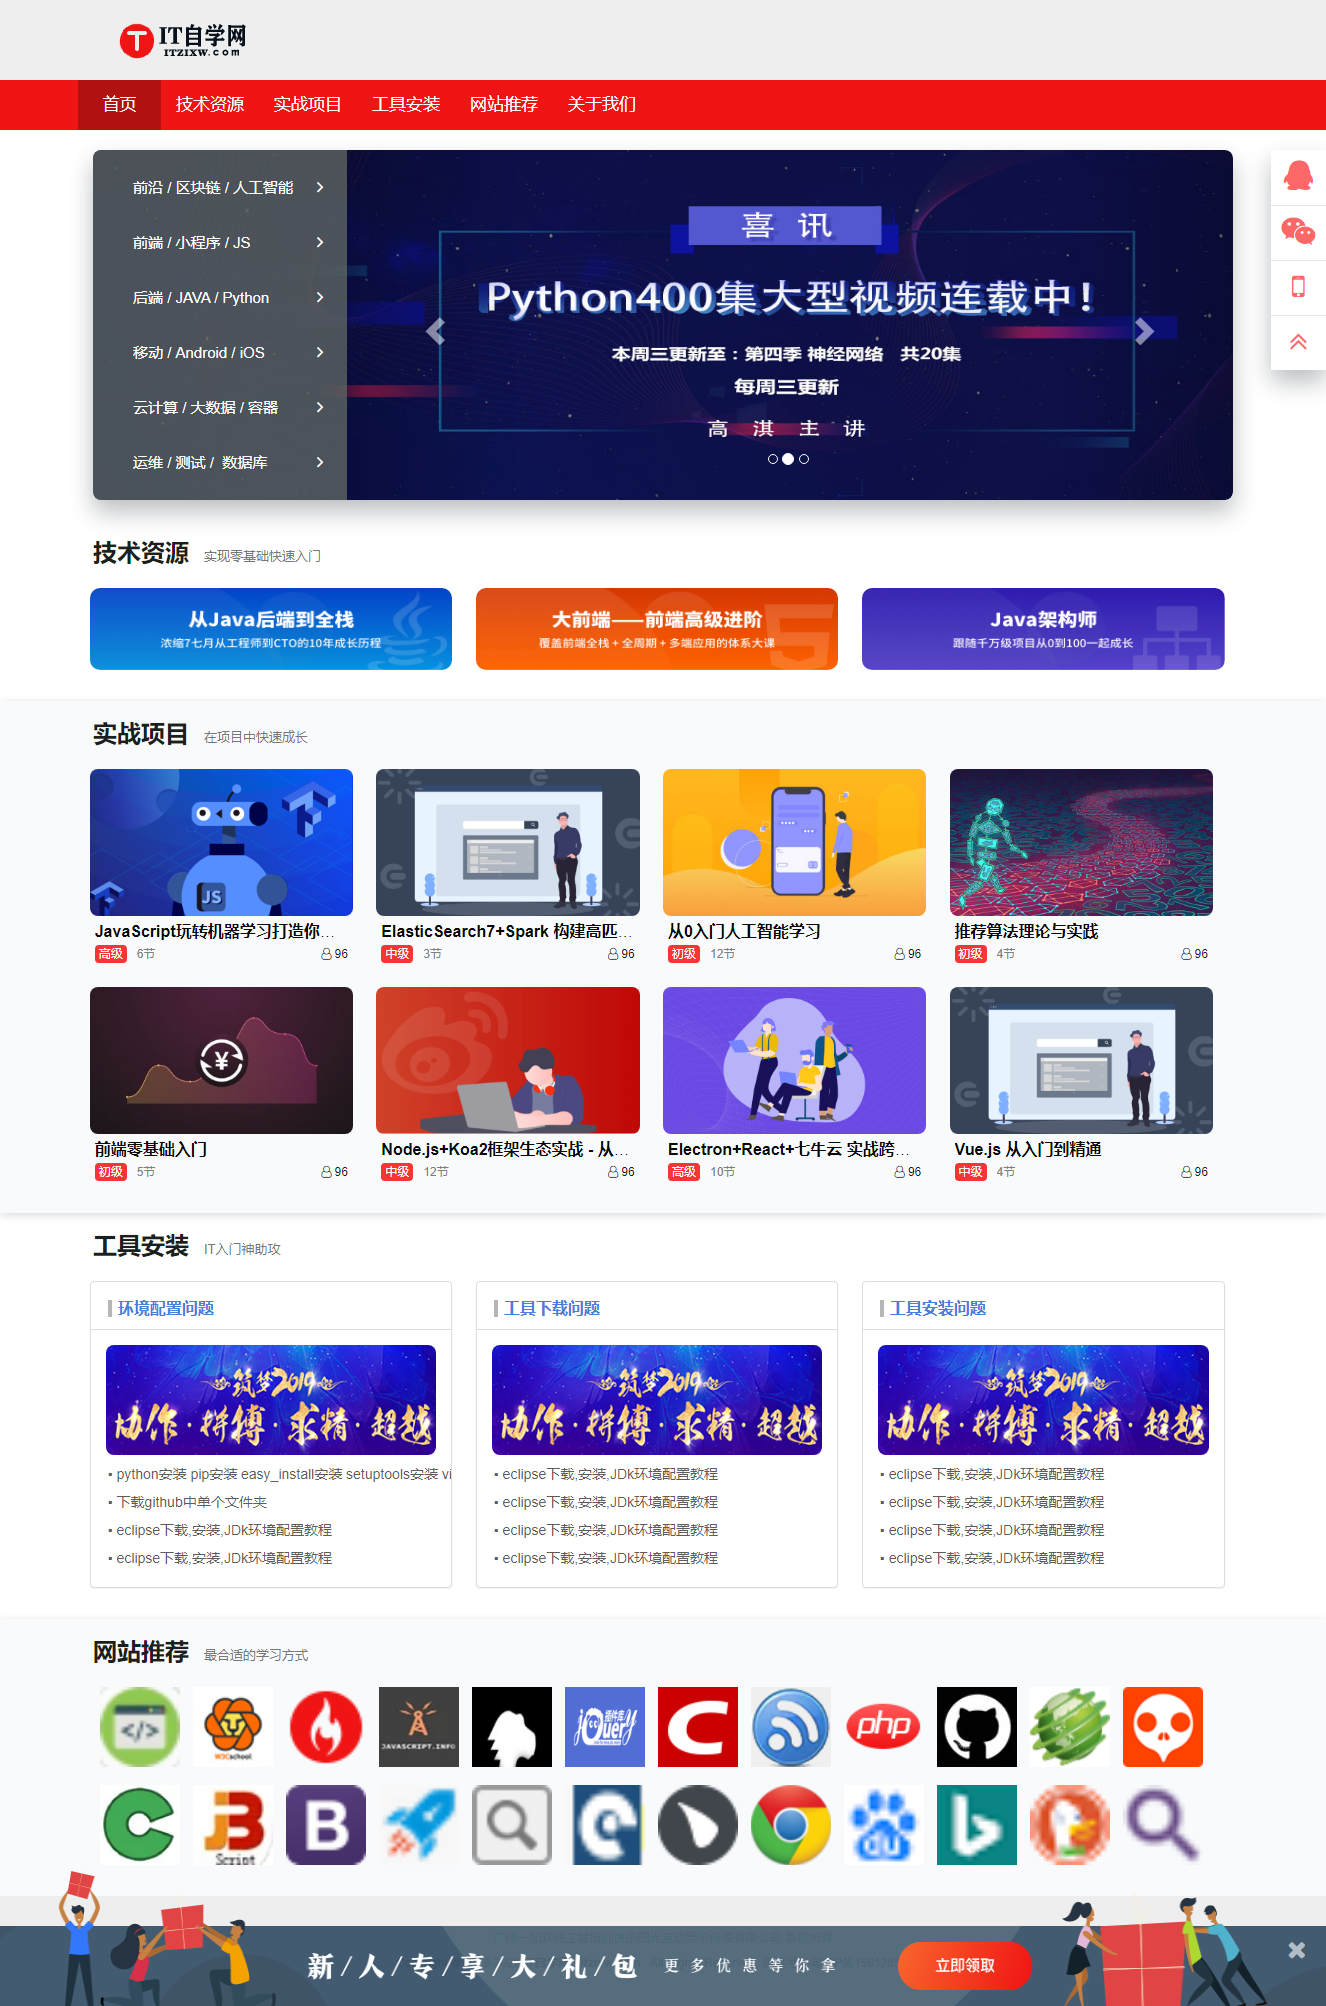 IT自学网
ITZIXW.com
首页 技术资源 实战项目 工具安装 网站推荐 关于我们
前沿 / 区块链 / 人工智能
前端 / 小程序 / JS
后端 / JAVA / Python
移动 / Android / iOS
云计算 / 大数据 / 容器
运维 / 测试 / 数据库
喜 讯
Python400集大型视频连载中!
本周三更新至：第四季 神经网络 共20集
每周三更新
高 淇 主 讲
技术资源 实现零基础快速入门
从Java后端到全栈
浓缩7七月从工程师到CTO的10年成长历程
大前端——前端高级进阶
覆盖前端全栈 + 全周期 + 多端应用的体系大课
Java架构师
跟随千万级项目从0到100一起成长
实战项目 在项目中快速成长
JS
JavaScript玩转机器学习打造你...
高级 6节 96
ElasticSearch7+Spark 构建高匹...
中级 3节 96
从0入门人工智能学习
初级 12节 96
推荐算法理论与实践
初级 4节 96
¥
前端零基础入门
初级 5节 96
Node.js+Koa2框架生态实战 - 从...
中级 12节 96
Electron+React+七牛云 实战跨...
高级 10节 96
Vue.js 从入门到精通
中级 4节 96
工具安装 IT入门神助攻
环境配置问题
筑梦2019
协作·拼搏·求精·超越
▪ python安装 pip安装 easy_install安装 setuptools安装 vi
▪ 下载github中单个文件夹
▪ eclipse下载,安装,JDk环境配置教程
▪ eclipse下载,安装,JDk环境配置教程
工具下载问题
筑梦2019
协作·拼搏·求精·超越
▪ eclipse下载,安装,JDk环境配置教程
▪ eclipse下载,安装,JDk环境配置教程
▪ eclipse下载,安装,JDk环境配置教程
▪ eclipse下载,安装,JDk环境配置教程
工具安装问题
筑梦2019
协作·拼搏·求精·超越
▪ eclipse下载,安装,JDk环境配置教程
▪ eclipse下载,安装,JDk环境配置教程
▪ eclipse下载,安装,JDk环境配置教程
▪ eclipse下载,安装,JDk环境配置教程
网站推荐 最合适的学习方式
</>
W3Cschool
JAVASCRIPT.INFO
组件库
jQuery
php
JB
Script
B
du
新/人/专/享/大/礼/包 更多优惠等你拿 立即领取